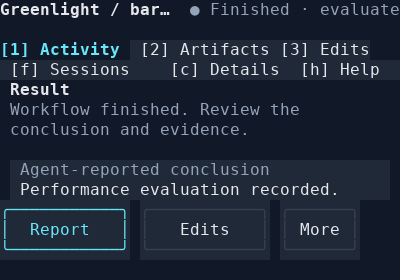 Greenlight / bar… ● Finished · evaluate
[1] Activity [2] Artifacts [3] Edits
[f] Sessions [c] Details [h] Help
Result
Workflow finished. Review the
conclusion and evidence.
Agent-reported conclusion
Performance evaluation recorded.
Report Edits More